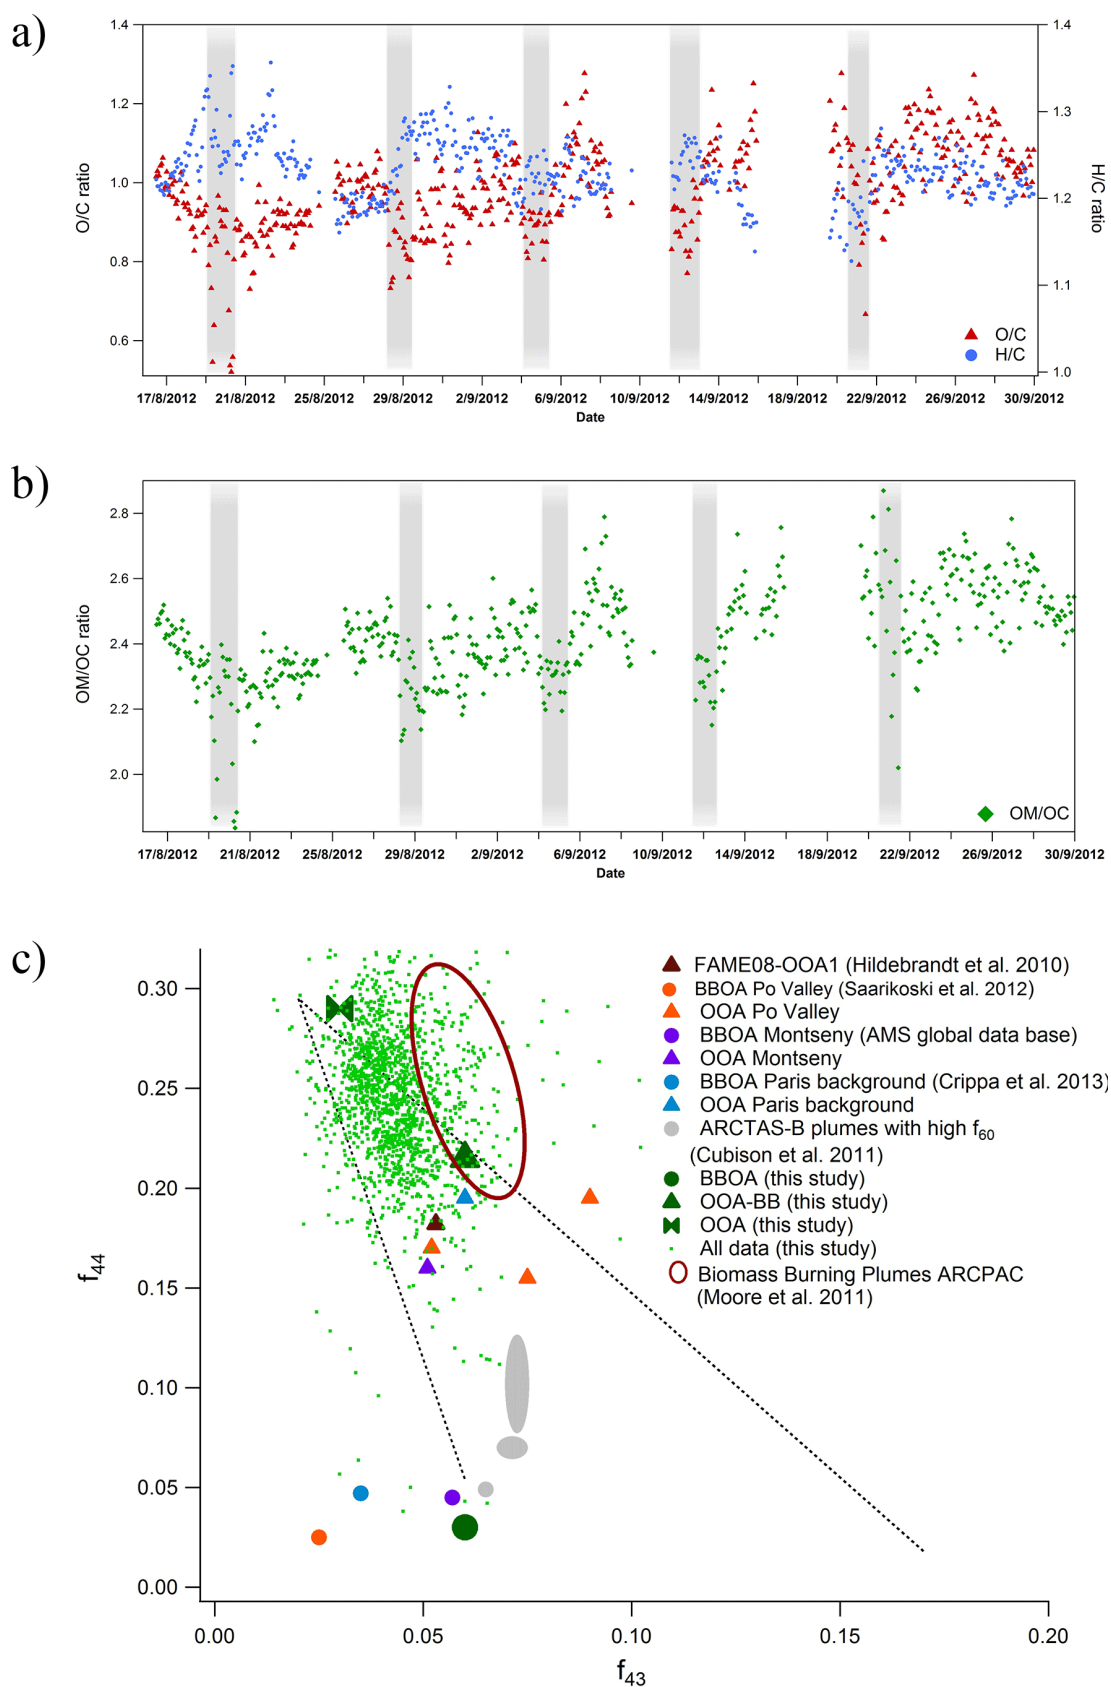 a)
1.4
1.2
1.0
0.8
0.6
O/C ratio
1.4
1.3
1.2
1.1
1.0
H/C ratio
O/C
H/C
17/8/2012 21/8/2012 25/8/2012 29/8/2012 2/9/2012 6/9/2012 10/9/2012 14/9/2012 18/9/2012 22/9/2012 26/9/2012 30/9/2012
Date
b)
2.8
2.6
2.4
2.2
2.0
OM/OC ratio
OM/OC
17/8/2012 21/8/2012 25/8/2012 29/8/2012 2/9/2012 6/9/2012 10/9/2012 14/9/2012 18/9/2012 22/9/2012 26/9/2012 30/9/2012
Date
c)
0.30
0.25
0.20
0.15
0.10
0.05
0.00
f44
FAME08-OOA1 (Hildebrandt et al. 2010)
BBOA Po Valley (Saarikoski et al. 2012)
OOA Po Valley
BBOA Montseny (AMS global data base)
OOA Montseny
BBOA Paris background (Crippa et al. 2013)
OOA Paris background
ARCTAS-B plumes with high f60
(Cubison et al. 2011)
BBOA (this study)
OOA-BB (this study)
OOA (this study)
All data (this study)
Biomass Burning Plumes ARCPAC
(Moore et al. 2011)
0.00 0.05 0.10 0.15 0.20
f43